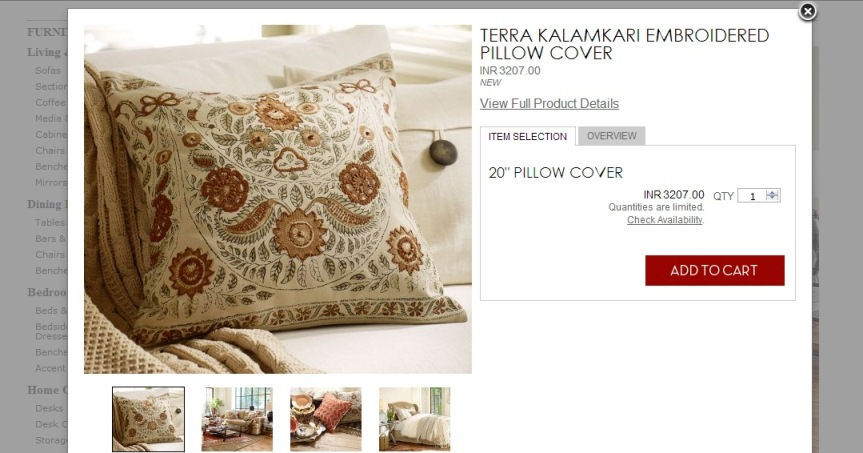 FURNI
Living &
Sofas
Section
Coffee
Media C
Cabine
Chairs
Benche
Mirrors
Dining
Tables
Bars &
Chairs
Benche
Bedroo
Beds &
Bedside
Dresse
Benche
Accent
Home O
Desks
Desk C
Storage
TERRA KALAMKARI EMBROIDERED
PILLOW COVER
INR 3207.00
NEW
View Full Product Details
ITEM SELECTION OVERVIEW
20" PILLOW COVER
INR 3207.00 QTY 1
Quantities are limited.
Check Availability.
ADD TO CART